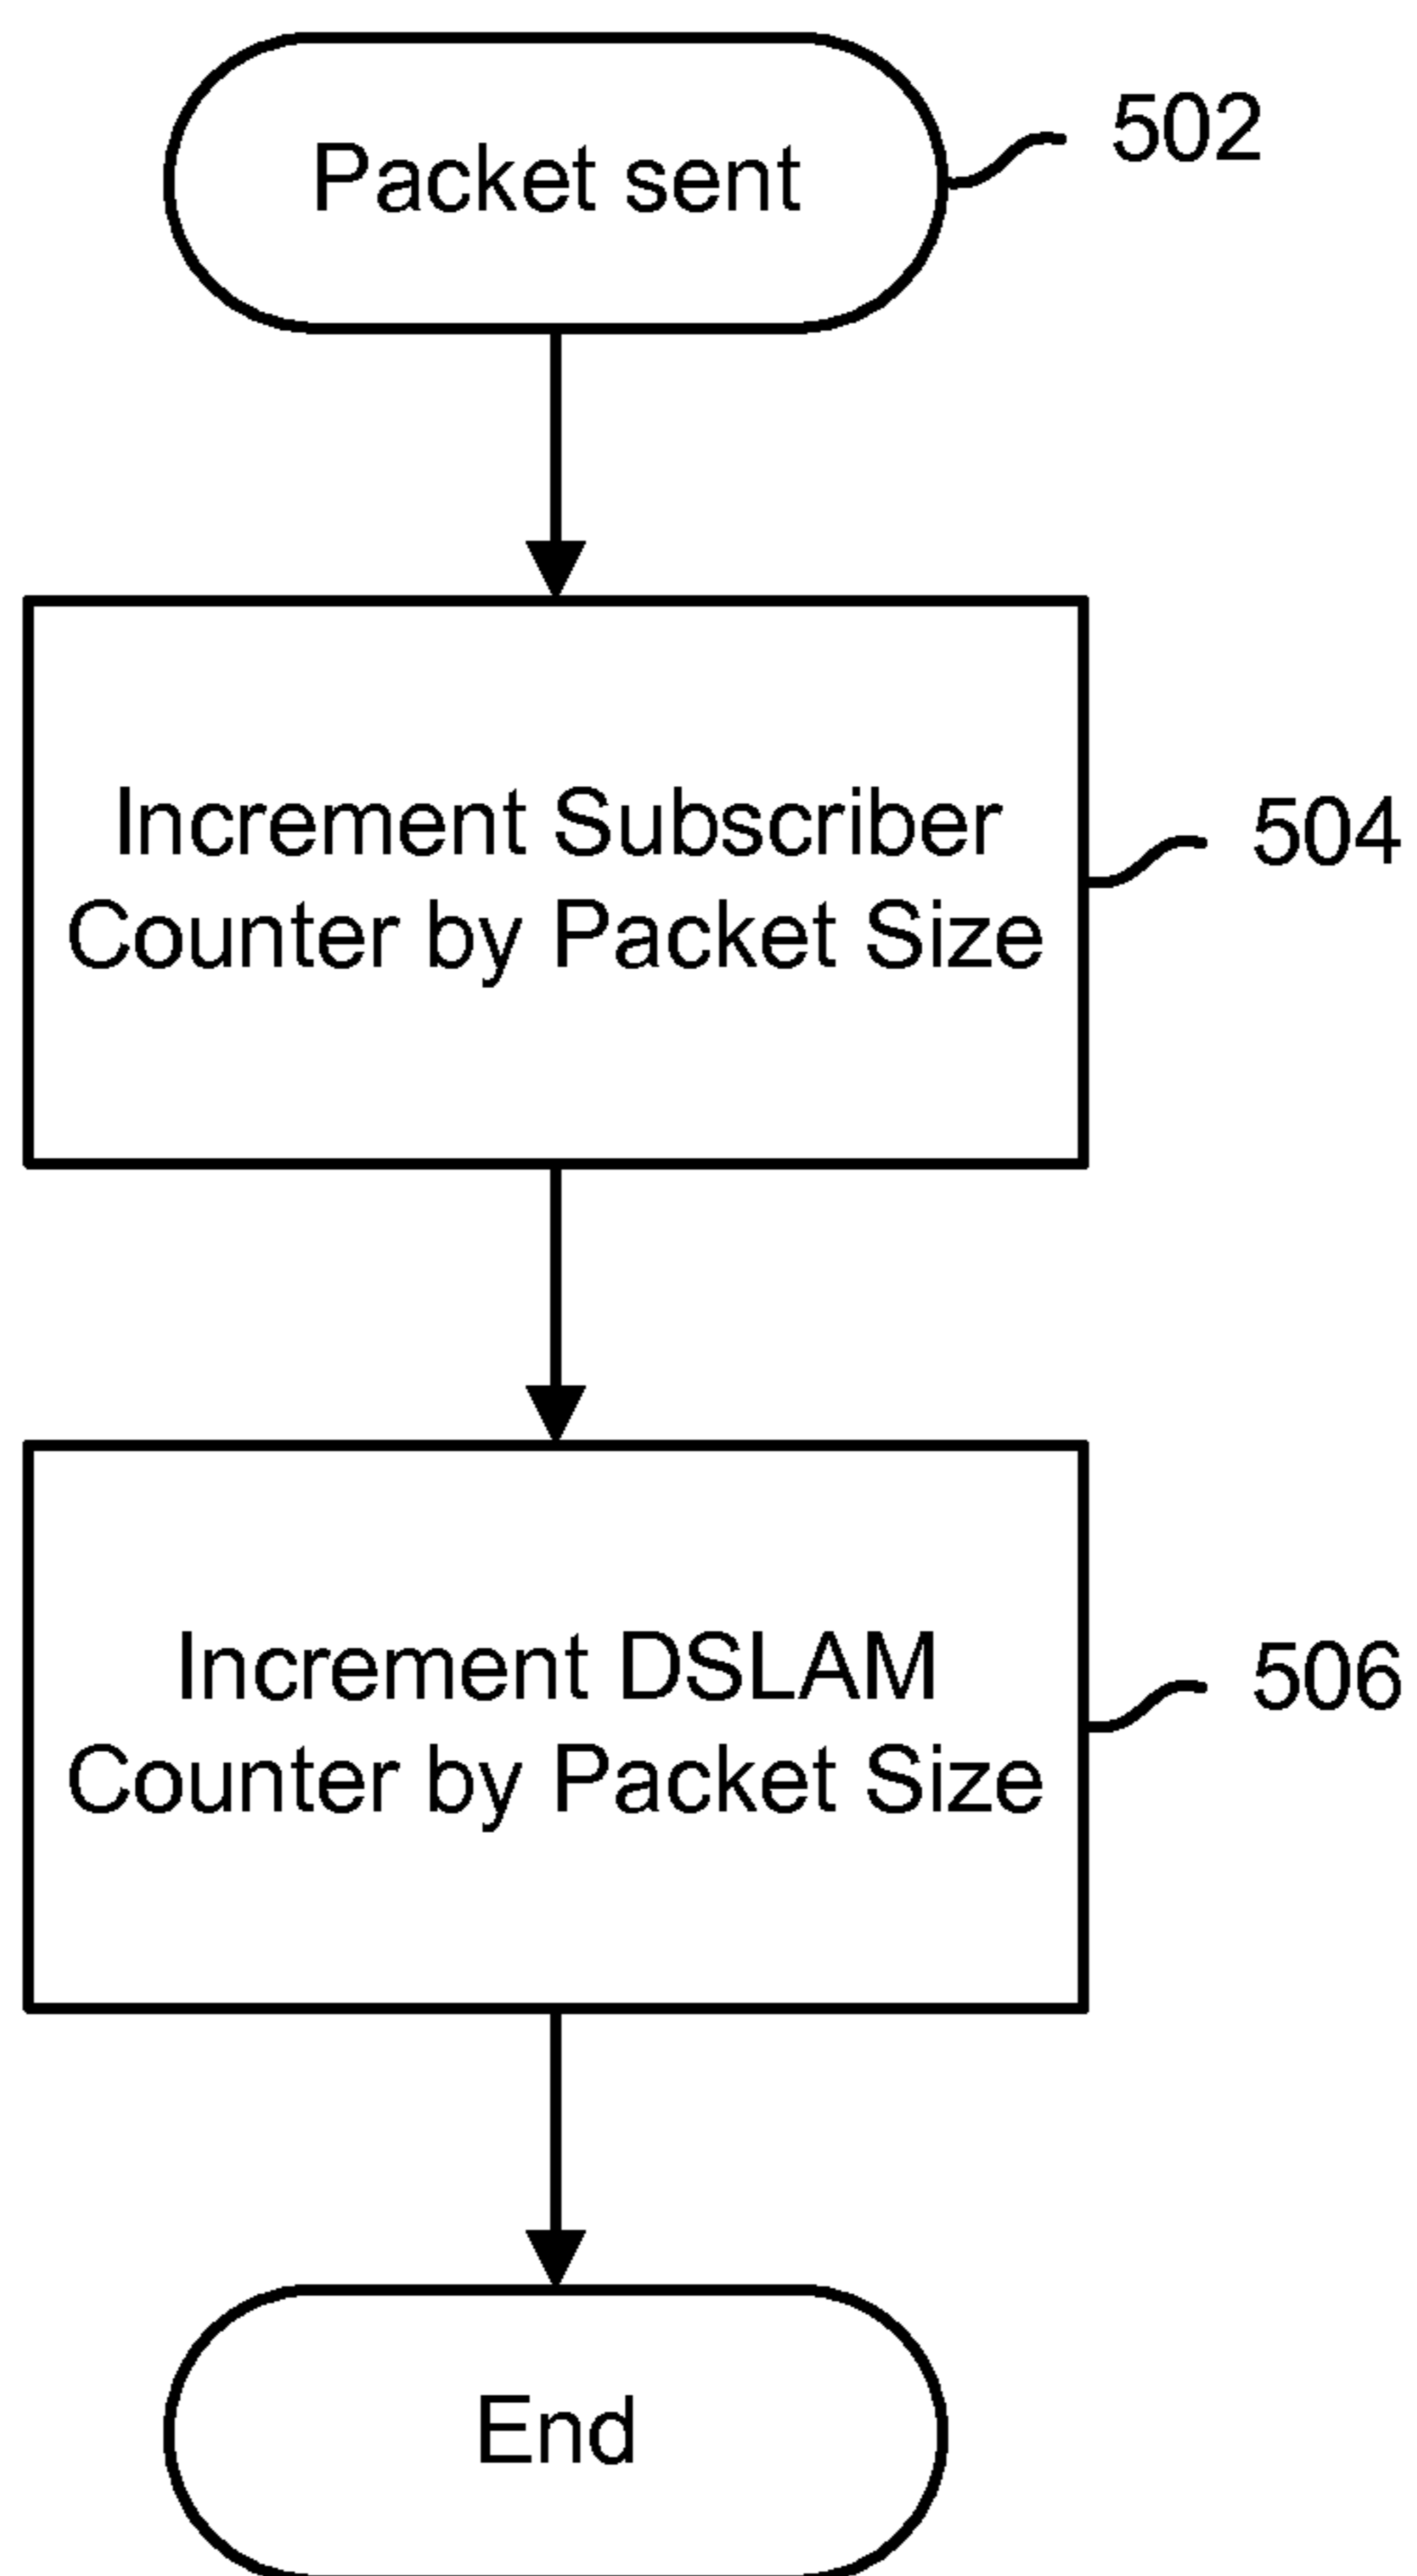 Packet sent
502
Increment Subscriber
Counter by Packet Size
504
Increment DSLAM
Counter by Packet Size
506
End